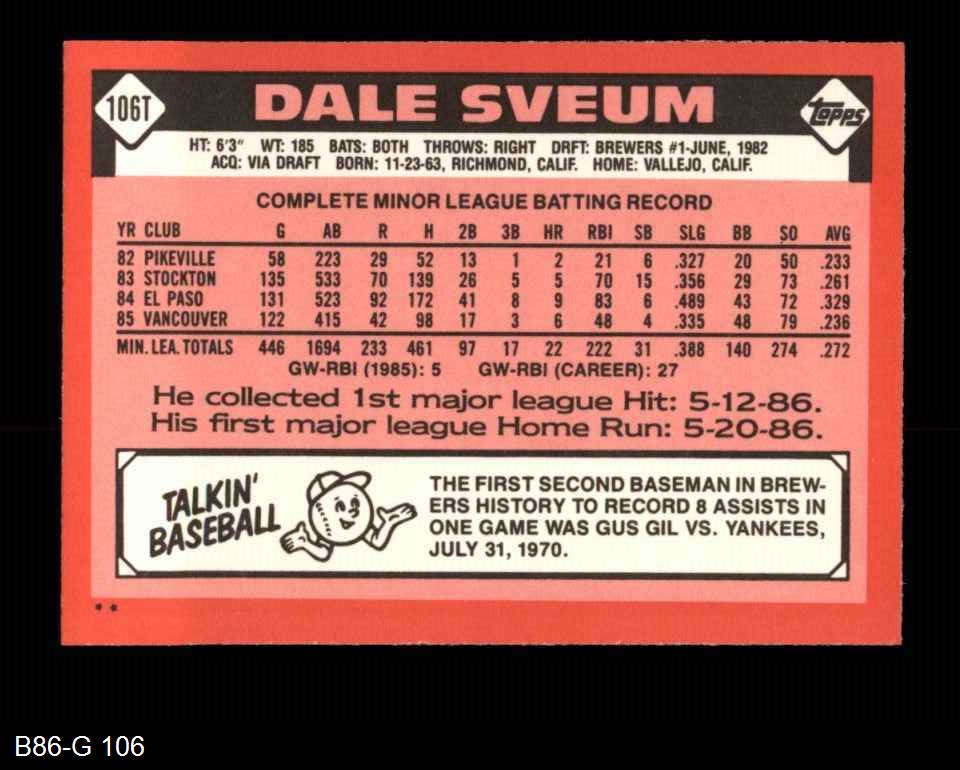 106T
DALE SVEUM
Topps
HT: 6'3" WT: 185 BATS: BOTH THROWS: RIGHT DRFT: BREWERS #1-JUNE, 1982
ACQ: VIA DRAFT BORN: 11-23-63, RICHMOND, CALIF. HOME: VALLEJO, CALIF.
COMPLETE MINOR LEAGUE BATTING RECORD
YR CLUB G AB R H 2B 3B HR RBI SB SLG BB SO AVG
82 PIKEVILLE 58 223 29 52 13 1 2 21 6 .327 20 50 .233
83 STOCKTON 135 533 70 139 26 5 5 70 15 .356 29 73 .261
84 EL PASO 131 523 92 172 41 8 9 83 6 .489 43 72 .329
85 VANCOUVER 122 415 42 98 17 3 6 48 4 .335 48 79 .236
MIN. LEA. TOTALS 446 1694 233 461 97 17 22 222 31 .388 140 274 .272
GW-RBI (1985): 5 GW-RBI (CAREER): 27
He collected 1st major league Hit: 5-12-86.
His first major league Home Run: 5-20-86.
TALKIN'
BASEBALL
THE FIRST SECOND BASEMAN IN BREW-
ERS HISTORY TO RECORD 8 ASSISTS IN
ONE GAME WAS GUS GIL VS. YANKEES,
JULY 31, 1970.
* *
B86-G 106